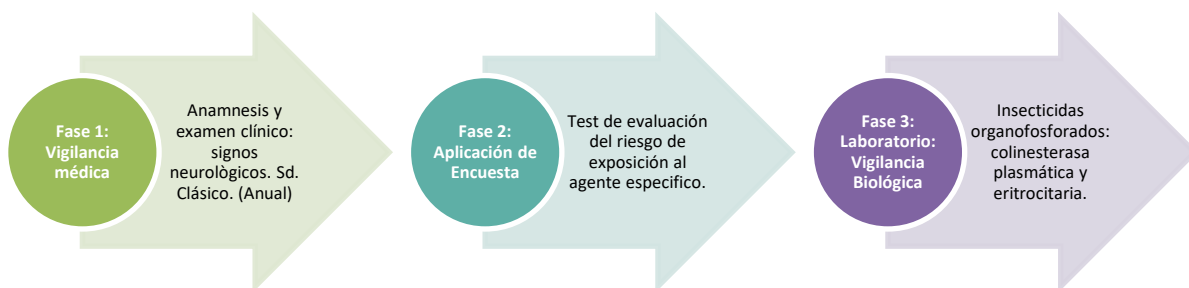 Fase 1:
Vigilancia
médica
Anamnesis y
examen clínico:
signos
neurològicos. Sd.
Clásico. (Anual)
Fase 2:
Aplicación de
Encuesta
Test de evaluación
del riesgo de
exposición al
agente especifico.
Fase 3:
Laboratorio:
Vigilancia
Biológica
Insecticidas
organofosforados:
colinesterasa
plasmática y
eritrocitaria.